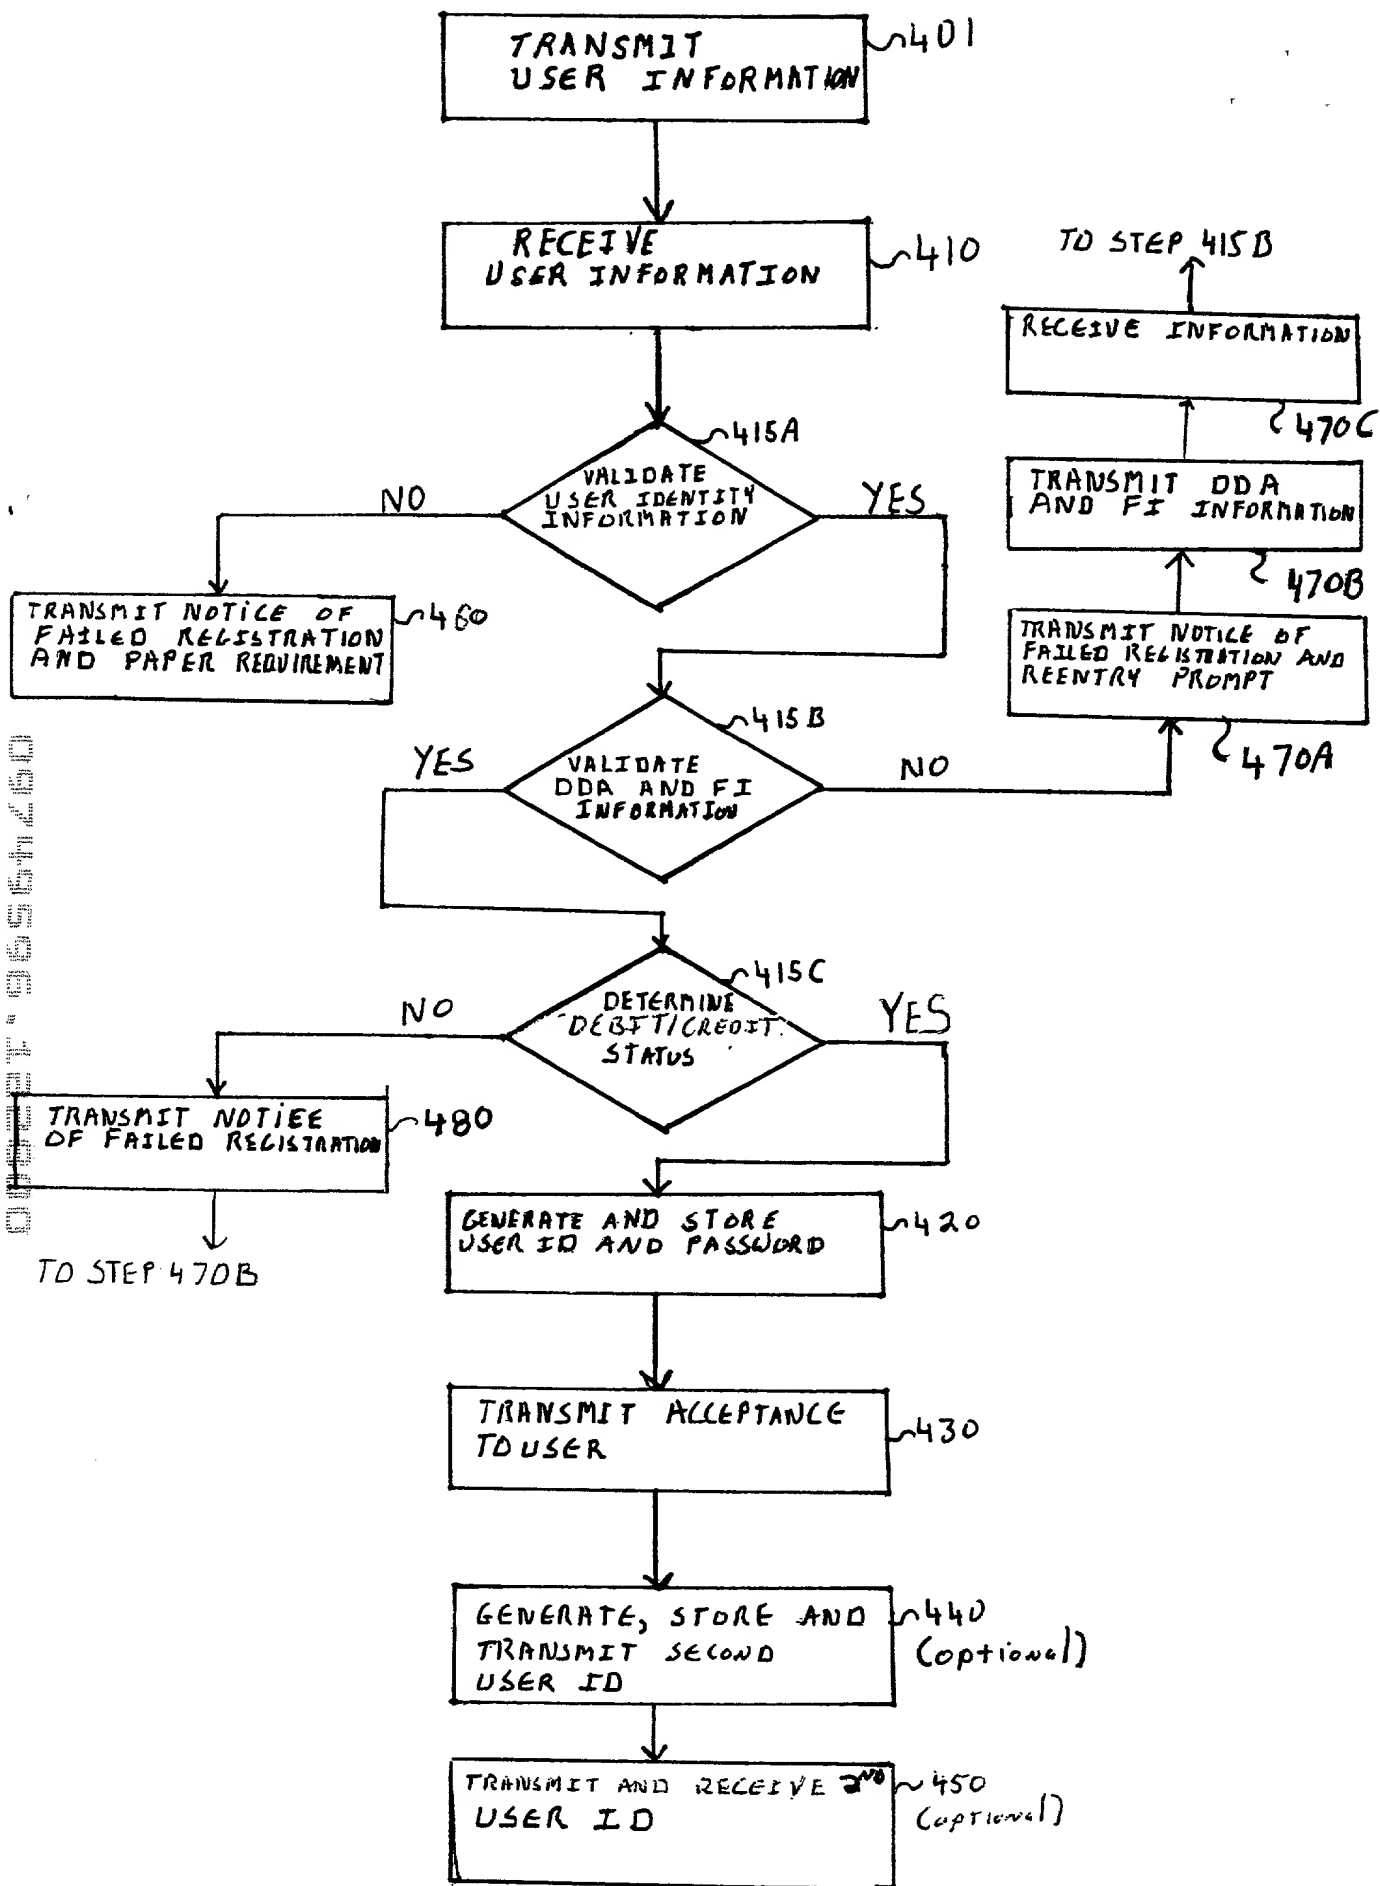 TRANSMIT
USER INFORMATION
401
RECEIVE
USER INFORMATION
410
TO STEP 415B
RECEIVE INFORMATION
470C
415A
VALIDATE
USER IDENTITY
INFORMATION
NO
YES
TRANSMIT DDA
AND FI INFORMATION
470B
TRANSMIT NOTICE OF
FAILED REGISTRATION
AND PAPER REQUIREMENT
460
TRANSMIT NOTICE OF
FAILED REGISTRATION AND
REENTRY PROMPT
470A
415B
VALIDATE
DDA AND FI
INFORMATION
YES
NO
415C
DETERMINE
DEBIT/CREDIT
STATUS
NO
YES
TRANSMIT NOTICE
OF FAILED REGISTRATION
480
TO STEP 470B
GENERATE AND STORE
USER ID AND PASSWORD
420
TRANSMIT ACCEPTANCE
TO USER
430
GENERATE, STORE AND
TRANSMIT SECOND
USER ID
440
(optional)
TRANSMIT AND RECEIVE 2ND
USER ID
450
(optional)